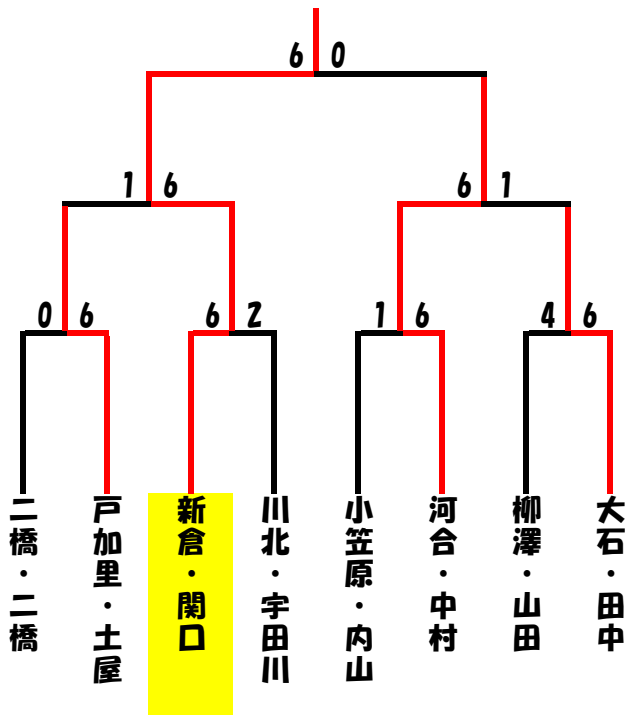 6 0
1 6
6 1
0 6
6 2
1 6
4 6
二橋・二橋
戸加里・土屋
新倉・関口
川北・宇田川
小笠原・内山
河合・中村
柳澤・山田
大石・田中